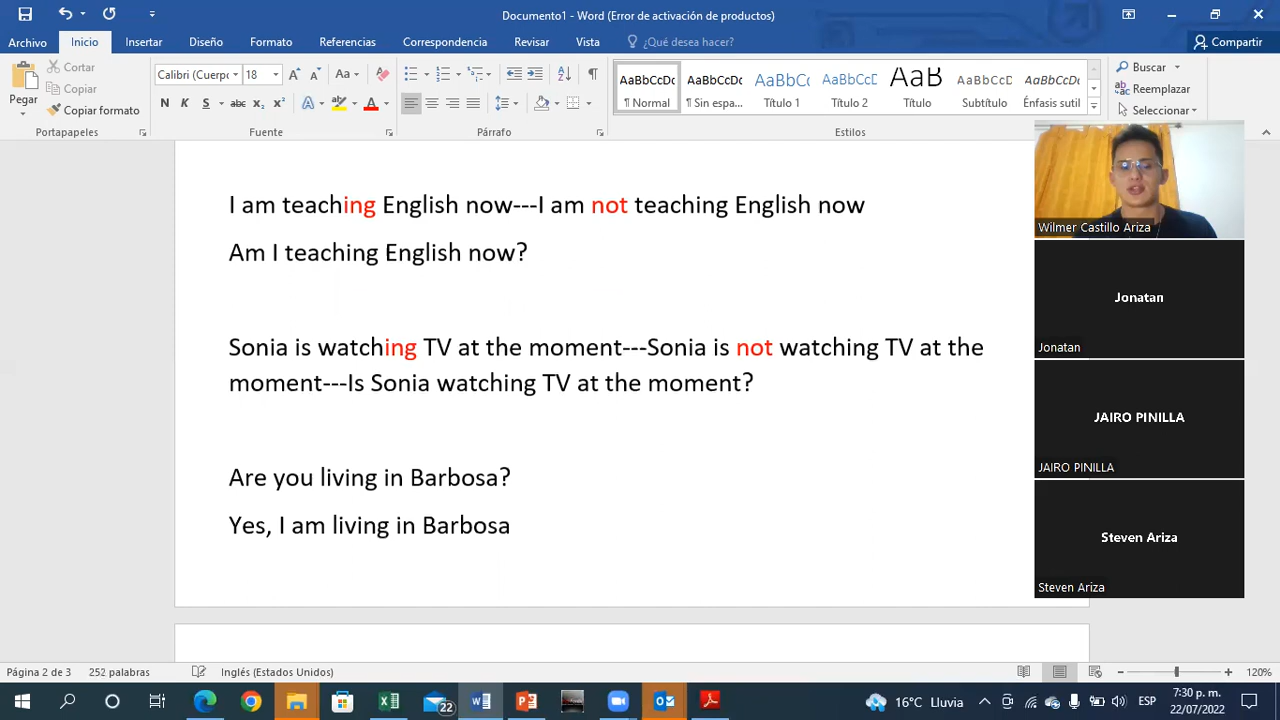 Documento1 - Word (Error de activación de productos)
Archivo Inicio Insertar Diseño Formato Referencias Correspondencia Revisar Vista ¿Qué desea hacer? Compartir
Pegar
Cortar
Copiar
Copiar formato
Portapapeles
Calibri (Cuerpo 18
N K S abc x₂ x²
Fuente
Párrafo
AaBbCcDc AaBbCcDc AaBbCc AaBbCcD AaB AaBbCcD AaBbCcDc
¶ Normal ¶ Sin espa... Título 1 Título 2 Título Subtítulo Énfasis sutil
Estilos
Buscar
Reemplazar
Seleccionar
I am teaching English now---I am not teaching English now
Am I teaching English now?
Sonia is watching TV at the moment---Sonia is not watching TV at the
moment---Is Sonia watching TV at the moment?
Are you living in Barbosa?
Yes, I am living in Barbosa
Wilmer Castillo Ariza
Jonatan
Jonatan
JAIRO PINILLA
JAIRO PINILLA
Steven Ariza
Steven Ariza
Página 2 de 3 252 palabras Inglés (Estados Unidos) 120%
22 16°C Lluvia ESP 7:30 p. m.
22/07/2022